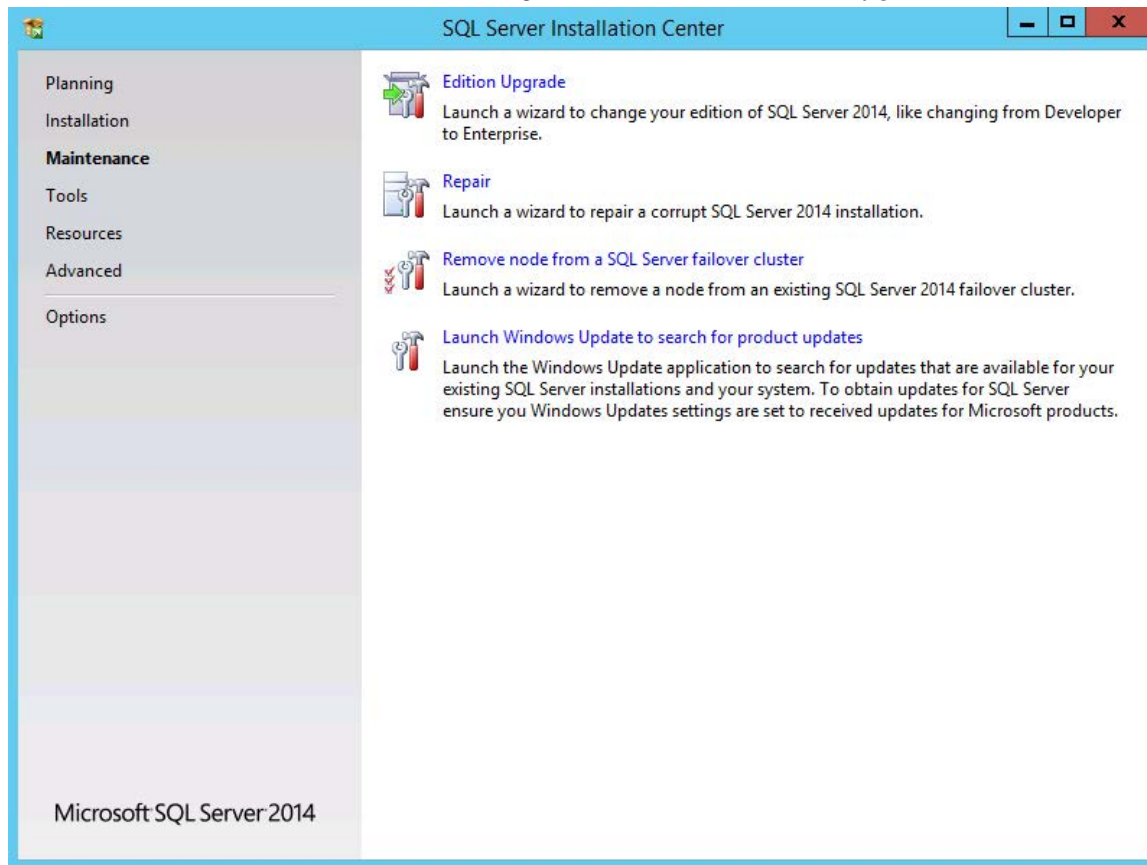 SQL Server Installation Center
Planning
Installation
Maintenance
Tools
Resources
Advanced
Options
Edition Upgrade
Launch a wizard to change your edition of SQL Server 2014, like changing from Developer
to Enterprise.
Repair
Launch a wizard to repair a corrupt SQL Server 2014 installation.
Remove node from a SQL Server failover cluster
Launch a wizard to remove a node from an existing SQL Server 2014 failover cluster.
Launch Windows Update to search for product updates
Launch the Windows Update application to search for updates that are available for your
existing SQL Server installations and your system. To obtain updates for SQL Server
ensure you Windows Updates settings are set to received updates for Microsoft products.
Microsoft SQL Server 2014